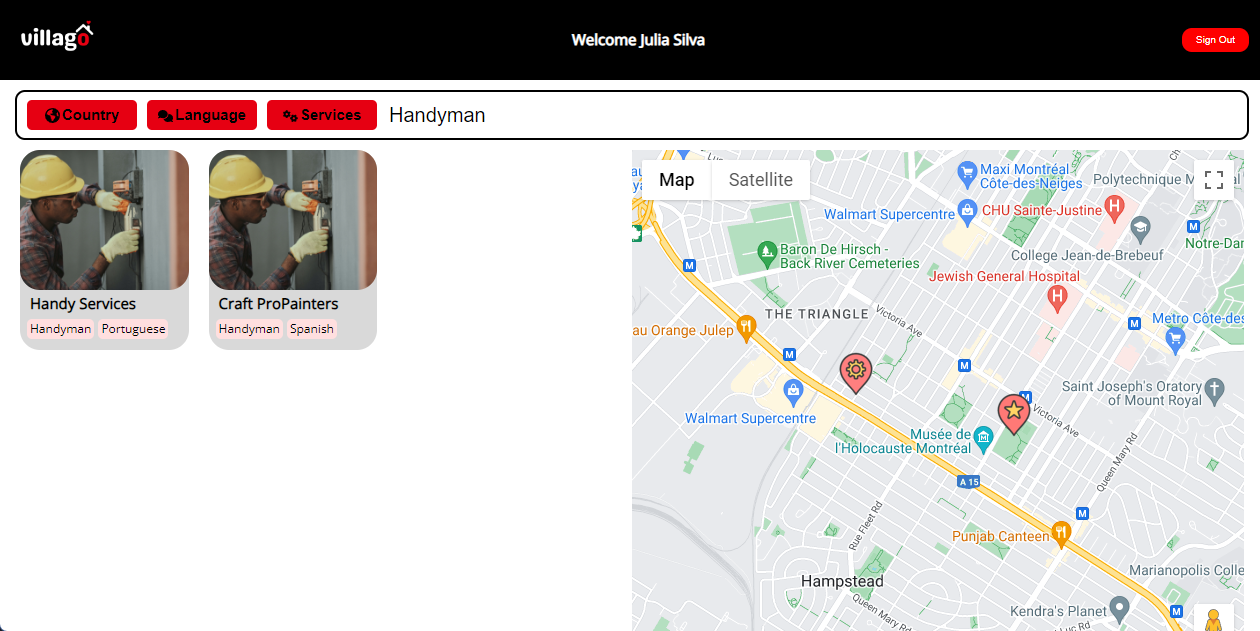 villago
Welcome Julia Silva
Sign Out
Country
Language
Services
Handyman
Handy Services
Handyman
Portuguese
Craft ProPainters
Handyman
Spanish
Map
Satellite
Maxi Montréal
Côte-des-Neiges
Polytechnique M
Walmart Supercentre
CHU Sainte-Justine
H
M
Notre-Dar
College Jean-de-Brebeuf
Baron De Hirsch -
Back River Cemeteries
M
Jewish General Hospital
H
THE TRIANGLE
Victoria Ave
M
Metro Côte-des
au Orange Julep
M
M
Saint Joseph's Oratory
of Mount Royal
M
Victoria Ave
Walmart Supercentre
Musée de
l'Holocauste Montréal
Queen Mary Rd
A 15
M
Rue Fleet Rd
Punjab Canteen
Marianopolis Colle
Hampstead
Queen Mary Rd
Kendra's Planet
M